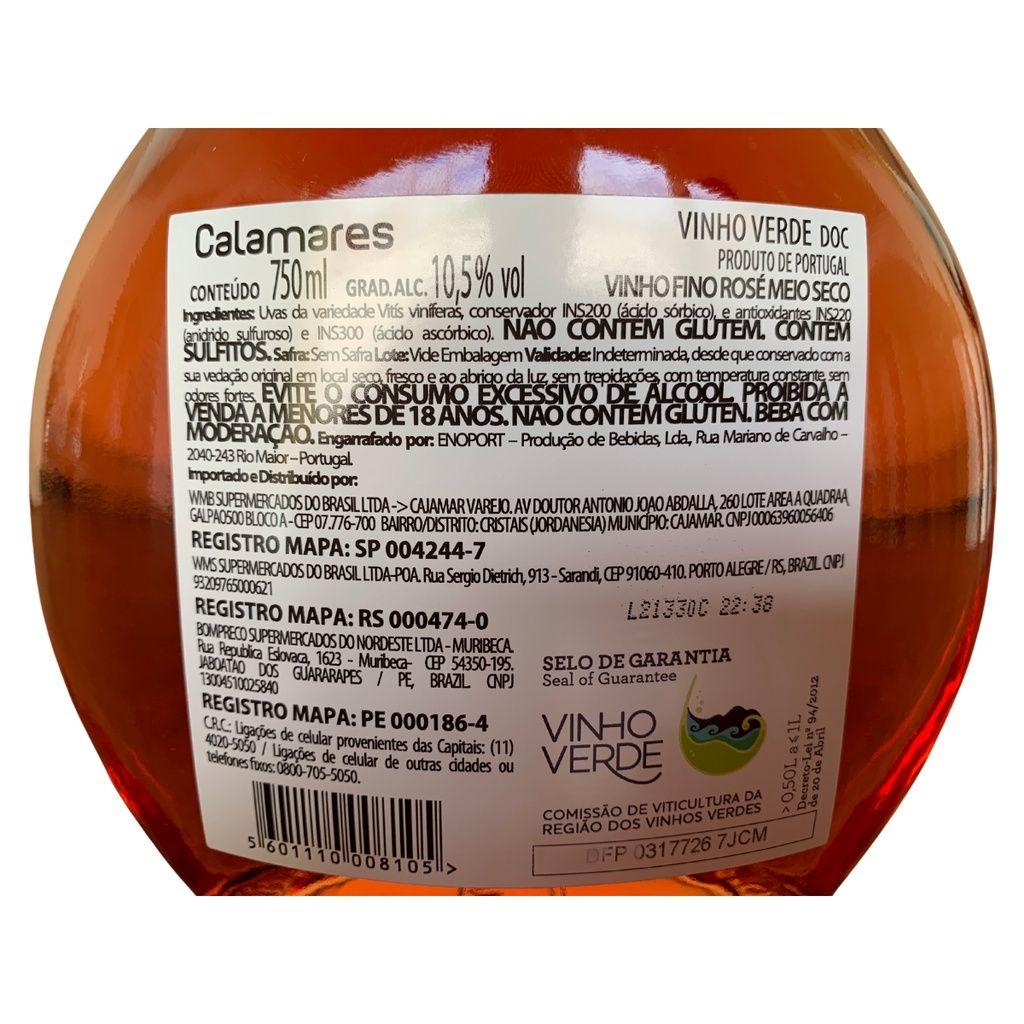 Calamares
VINHO VERDE DOC
PRODUTO DE PORTUGAL
CONTEÚDO 750ml GRAD.ALC. 10,5% vol
VINHO FINO ROSÉ MEIO SECO
Ingredientes: Uvas da variedade Vitís viníferas, conservador INS200 (ácido sórbico), e antioxidantes INS220
(anidrido sulfuroso) e INS300 (ácido ascórbico). NÃO CONTÉM GLÚTEM. CONTÉM
SULFITOS. Safra: Sem Safra Lote: Vide Embalagem Validade: Indeterminada, desde que conservado com a
sua vedação original em local seco, fresco e ao abrigo da luz, sem trepidações, com temperatura constante, sem
odores fortes. EVITE O CONSUMO EXCESSIVO DE ÁLCOOL. PROIBIDA A
VENDA A MENORES DE 18 ANOS. NÃO CONTÉM GLÚTEN. BEBA COM
MODERAÇÃO. Engarrafado por: ENOPORT – Produção de Bebidas, Lda., Rua Mariano de Carvalho –
2040-243 Rio Maior – Portugal.
Importado e Distribuído por:
WMB SUPERMERCADOS DO BRASIL LTDA -> CAJAMAR VAREJO. AV DOUTOR ANTONIO JOAO ABDALLA, 260 LOTE AREA A QUADRAA,
GALPAO500 BLOCO A - CEP 07.776-700 BAIRRO/DISTRITO: CRISTAIS (JORDANESIA) MUNICÍPIO: CAJAMAR. CNPJ 00063960056406
REGISTRO MAPA: SP 004244-7
WMS SUPERMERCADOS DO BRASIL LTDA-POA. Rua Sergio Dietrich, 913 - Sarandi, CEP 91060-410. PORTO ALEGRE / RS, BRAZIL. CNPJ
93209765000621
L21330C 22:38
REGISTRO MAPA: RS 000474-0
BOMPRECO SUPERMERCADOS DO NORDESTE LTDA - MURIBECA.
Rua Republica Eslovaca, 1623 - Muribeca- CEP 54350-195.
JABOATAO DOS GUARARAPES / PE, BRAZIL. CNPJ
13004510025840
REGISTRO MAPA: PE 000186-4
C.R.C.: Ligações de celular provenientes das Capitais: (11)
4020-5050 / Ligações de celular de outras cidades ou
telefones fixos: 0800-705-5050.
5 601110 008105 >
SELO DE GARANTIA
Seal of Guarantee
VINHO
VERDE
COMISSÃO DE VITICULTURA DA
REGIÃO DOS VINHOS VERDES
> 0,50L a ≤ 1L
Decreto-Lei nº 94/2012
de 20 de Abril
DFP 0317726 7JCM